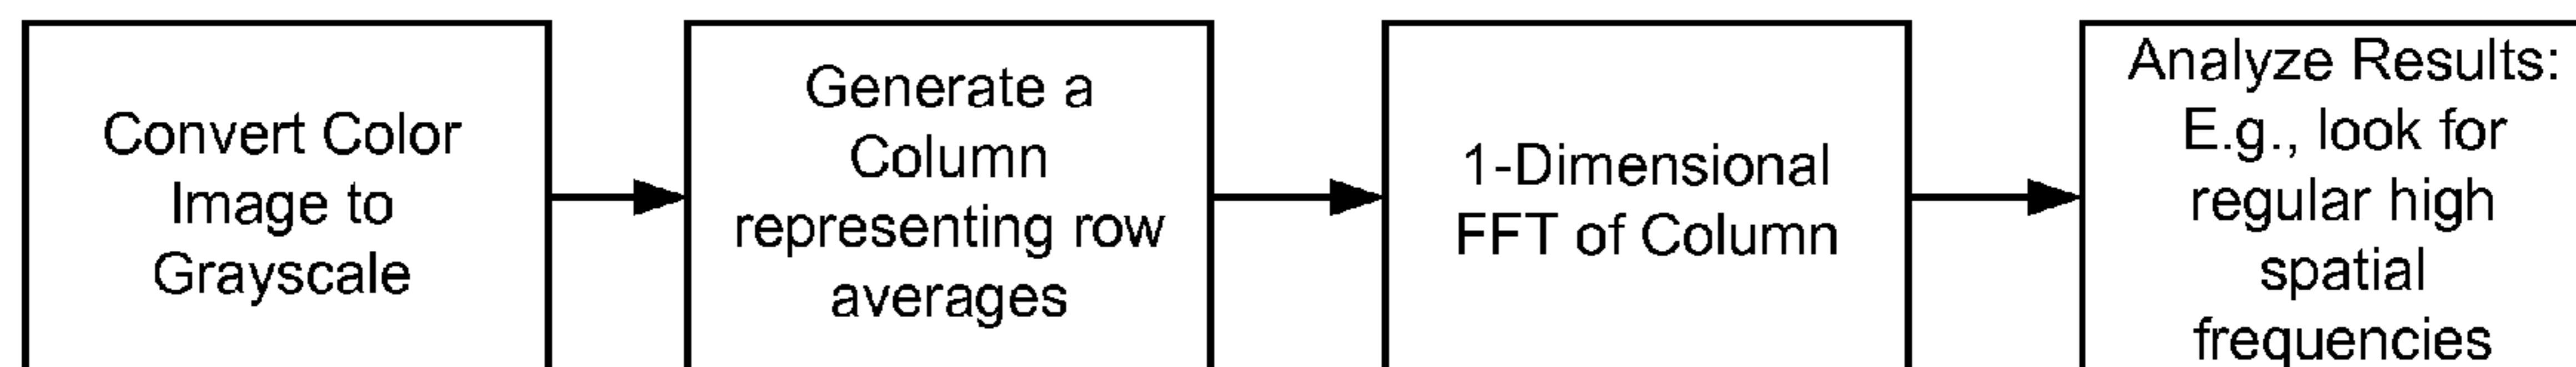 Convert Color
Image to
Grayscale
Generate a
Column
representing row
averages
1-Dimensional
FFT of Column
Analyze Results:
E.g., look for
regular high
spatial
frequencies